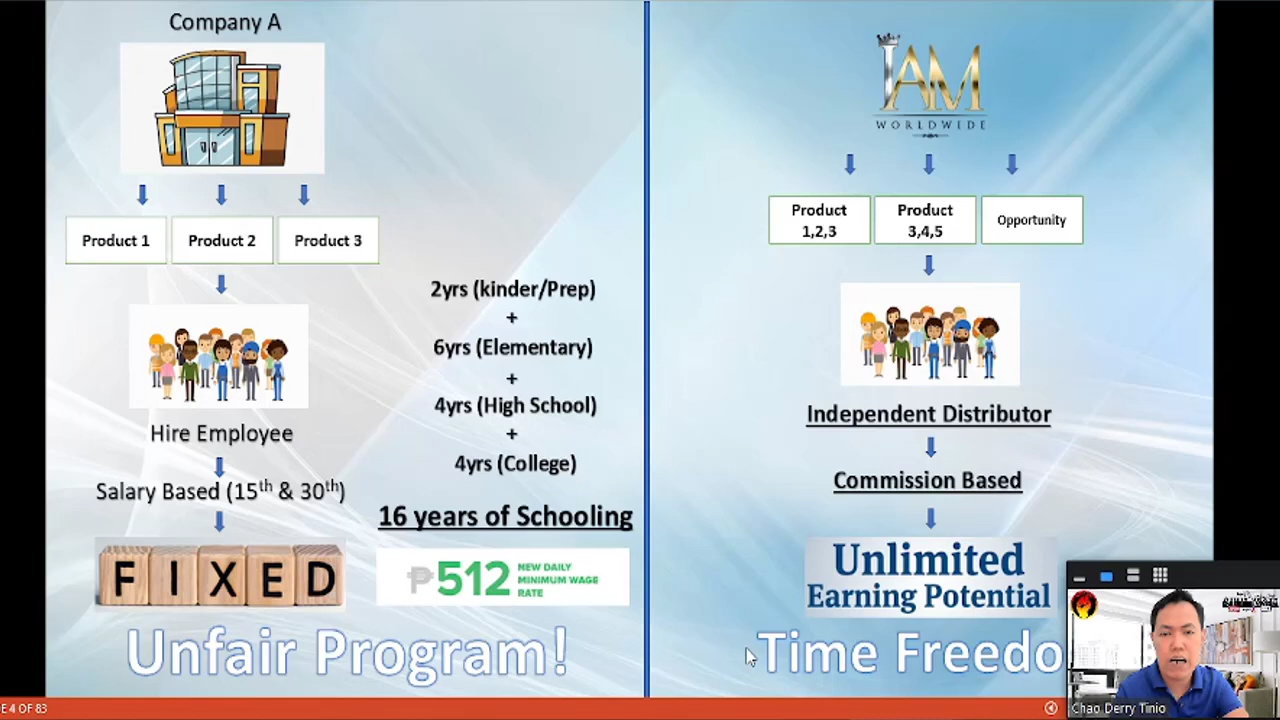 Company A
Product 1
Product 2
Product 3
Hire Employee
Salary Based (15th & 30th)
FIXED
2yrs (kinder/Prep)
+
6yrs (Elementary)
+
4yrs (High School)
+
4yrs (College)
16 years of Schooling
₱512 NEW DAILY
MINIMUM WAGE
RATE
Unfair Program!
IAM
WORLDWIDE
Product
1,2,3
Product
3,4,5
Opportunity
Independent Distributor
Commission Based
Unlimited
Earning Potential
Time Freedo
E 4 OF 83
Chao Derry Tinio